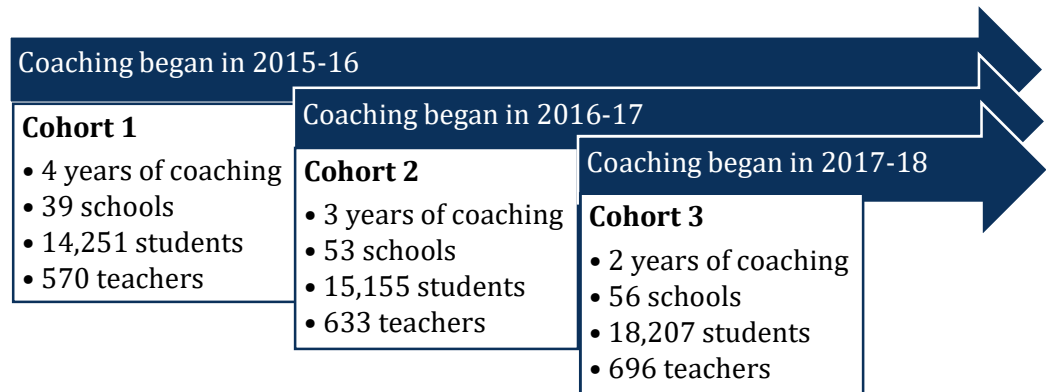 Coaching began in 2015-16
Cohort 1
• 4 years of coaching
• 39 schools
• 14,251 students
• 570 teachers
Coaching began in 2016-17
Cohort 2
• 3 years of coaching
• 53 schools
• 15,155 students
• 633 teachers
Coaching began in 2017-18
Cohort 3
• 2 years of coaching
• 56 schools
• 18,207 students
• 696 teachers